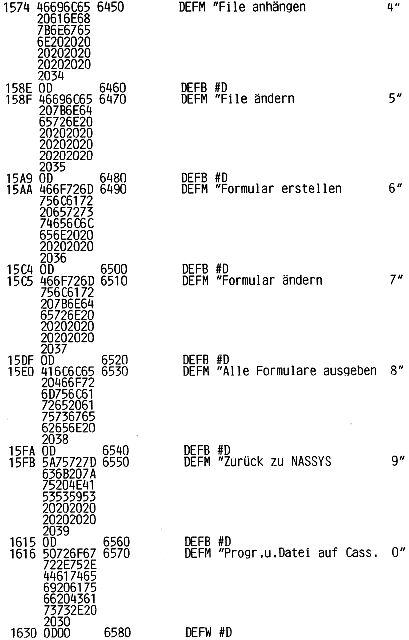 1574 46696C65 6450 DEFM "File anhängen 4"
20616E68
7B6E6765
6E202020
20202020
20202020
2034
158E 0D 6460 DEFB #D
158F 46696C65 6470 DEFM "File ändern 5"
207B6E64
65726E20
20202020
20202020
20202020
2035
15A9 0D 6480 DEFB #D
15AA 466F726D 6490 DEFM "Formular erstellen 6"
756C6172
20657273
74656C6C
656E2020
20202020
2036
15C4 0D 6500 DEFB #D
15C5 466F726D 6510 DEFM "Formular ändern 7"
756C6172
207B6E64
65726E20
20202020
20202020
2037
15DF 0D 6520 DEFB #D
15E0 416C6C65 6530 DEFM "Alle Formulare ausgeben 8"
20466F72
6D756C61
72652061
75736765
62656E20
2038
15FA 0D 6540 DEFB #D
15FB 5A75727D 6550 DEFM "Zurück zu NASSYS 9"
636B207A
75204E41
53535953
20202020
20202020
2039
1615 0D 6560 DEFB #D
1616 50726F67 6570 DEFM "Progr.u.Datei auf Cass. 0"
722E752E
44617465
69206175
66204361
73732E20
2030
1630 0D00 6580 DEFW #D